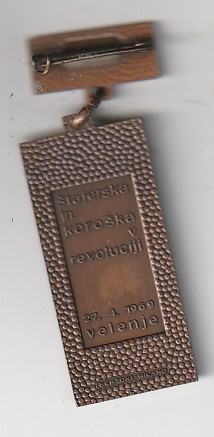 štajerska
in
koroška
v
revoluciji
27. 4. 1969
velenje